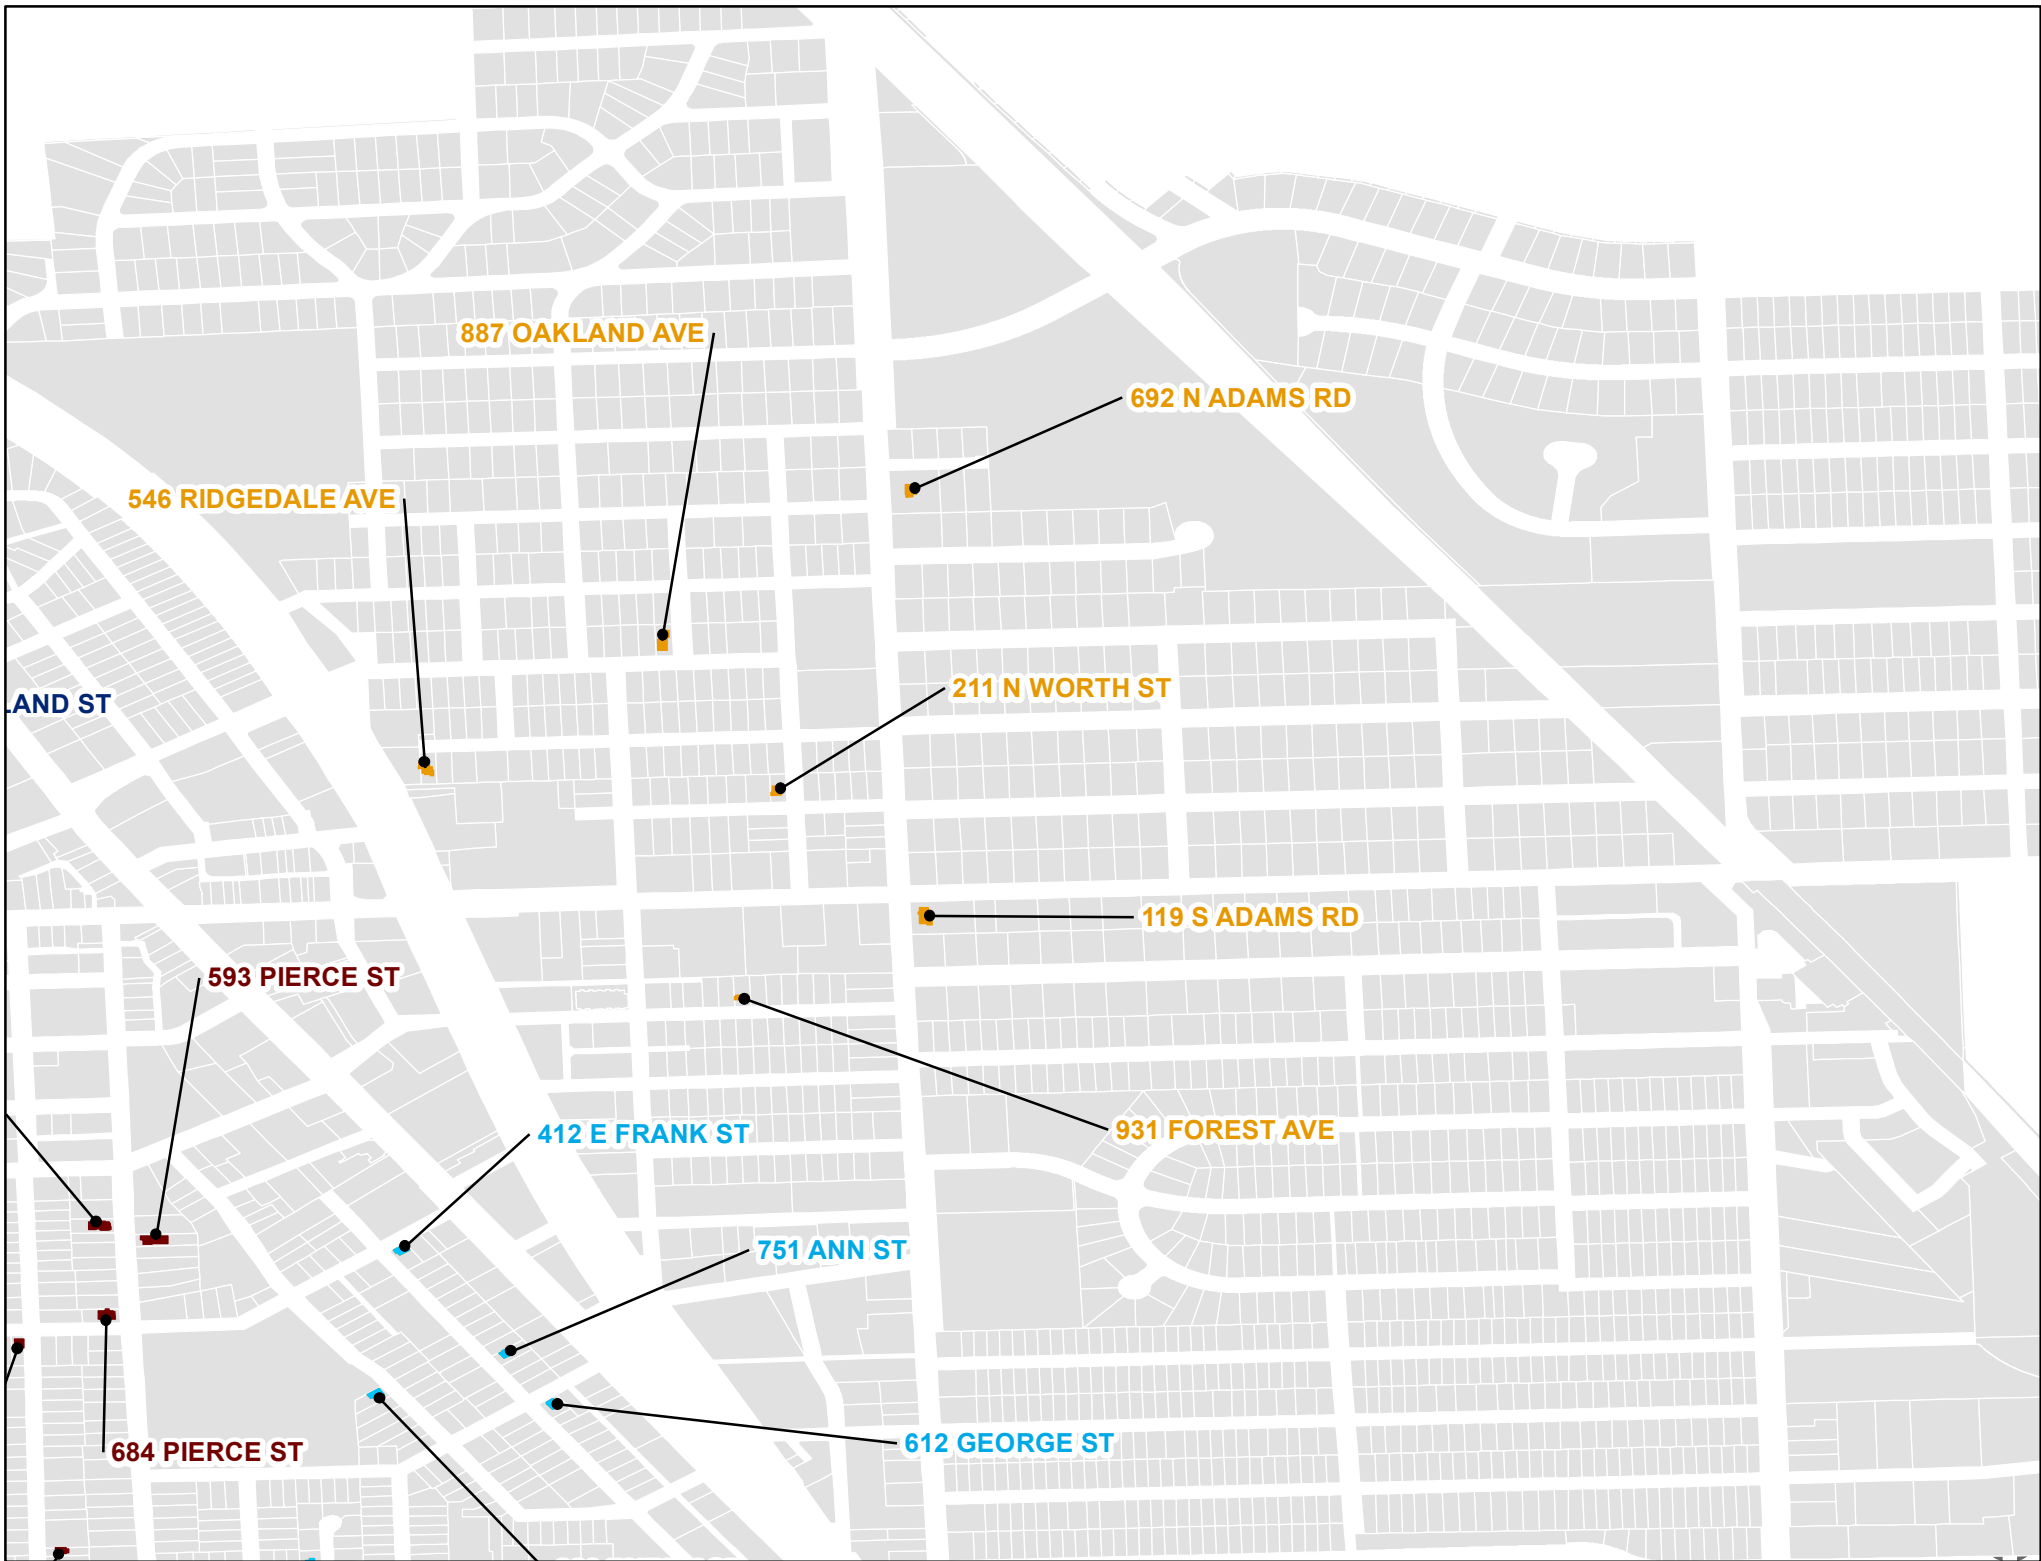 887 OAKLAND AVE
692 N ADAMS RD
546 RIDGEDALE AVE
211 N WORTH ST
LAND ST
119 S ADAMS RD
593 PIERCE ST
931 FOREST AVE
412 E FRANK ST
751 ANN ST
612 GEORGE ST
684 PIERCE ST